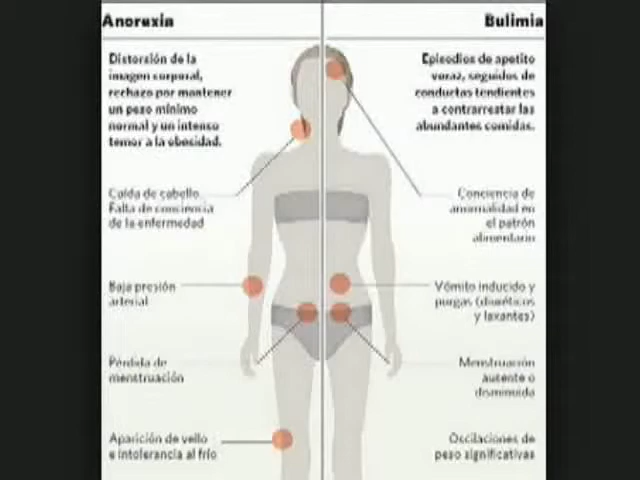 Anorexia
Distorsión de la
imagen corporal,
rechazo por mantener
un peso mínimo
normal y un intenso
temor a la obesidad.
Caída de cabello
Falta de conciencia
de la enfermedad
Baja presión
arterial
Pérdida de
menstruación
Aparición de vello
e intolerancia al frío
Bulimia
Episodios de apetito
voraz, seguidos de
conductas tendientes
a contrarrestar las
abundantes comidas.
Conciencia de
anormalidad en
el patrón
alimentario
Vómito inducido y
purgas (diuréticos
y laxantes)
Menstruación
ausente o
disminuida
Oscilaciones de
peso significativas